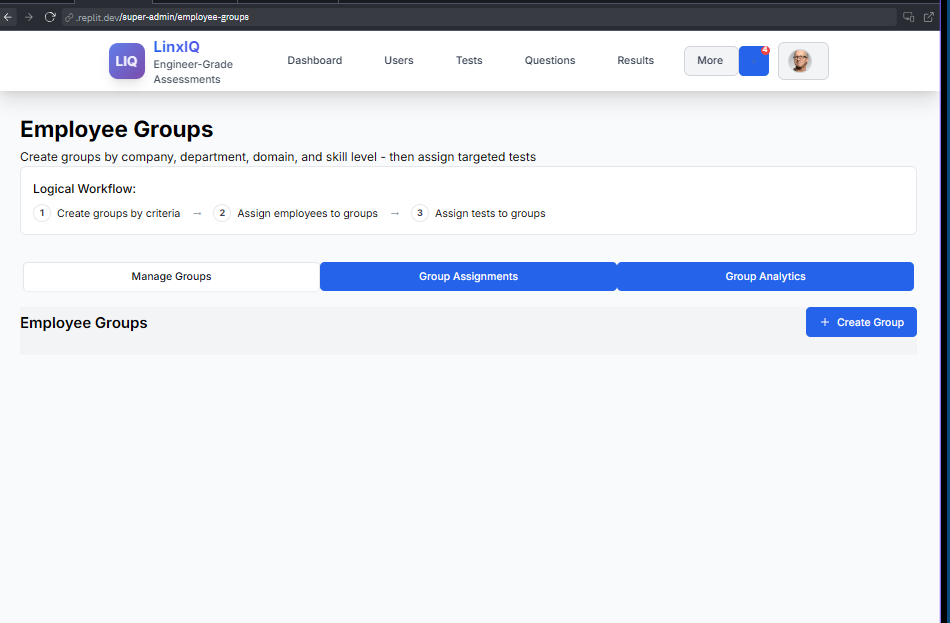 .replit.dev/super-admin/employee-groups
LIQ
LinxIQ
Engineer-Grade
Assessments
Dashboard
Users
Tests
Questions
Results
More
4
Employee Groups
Create groups by company, department, domain, and skill level - then assign targeted tests
Logical Workflow:
1 Create groups by criteria → 2 Assign employees to groups → 3 Assign tests to groups
Manage Groups
Group Assignments
Group Analytics
Employee Groups
+ Create Group